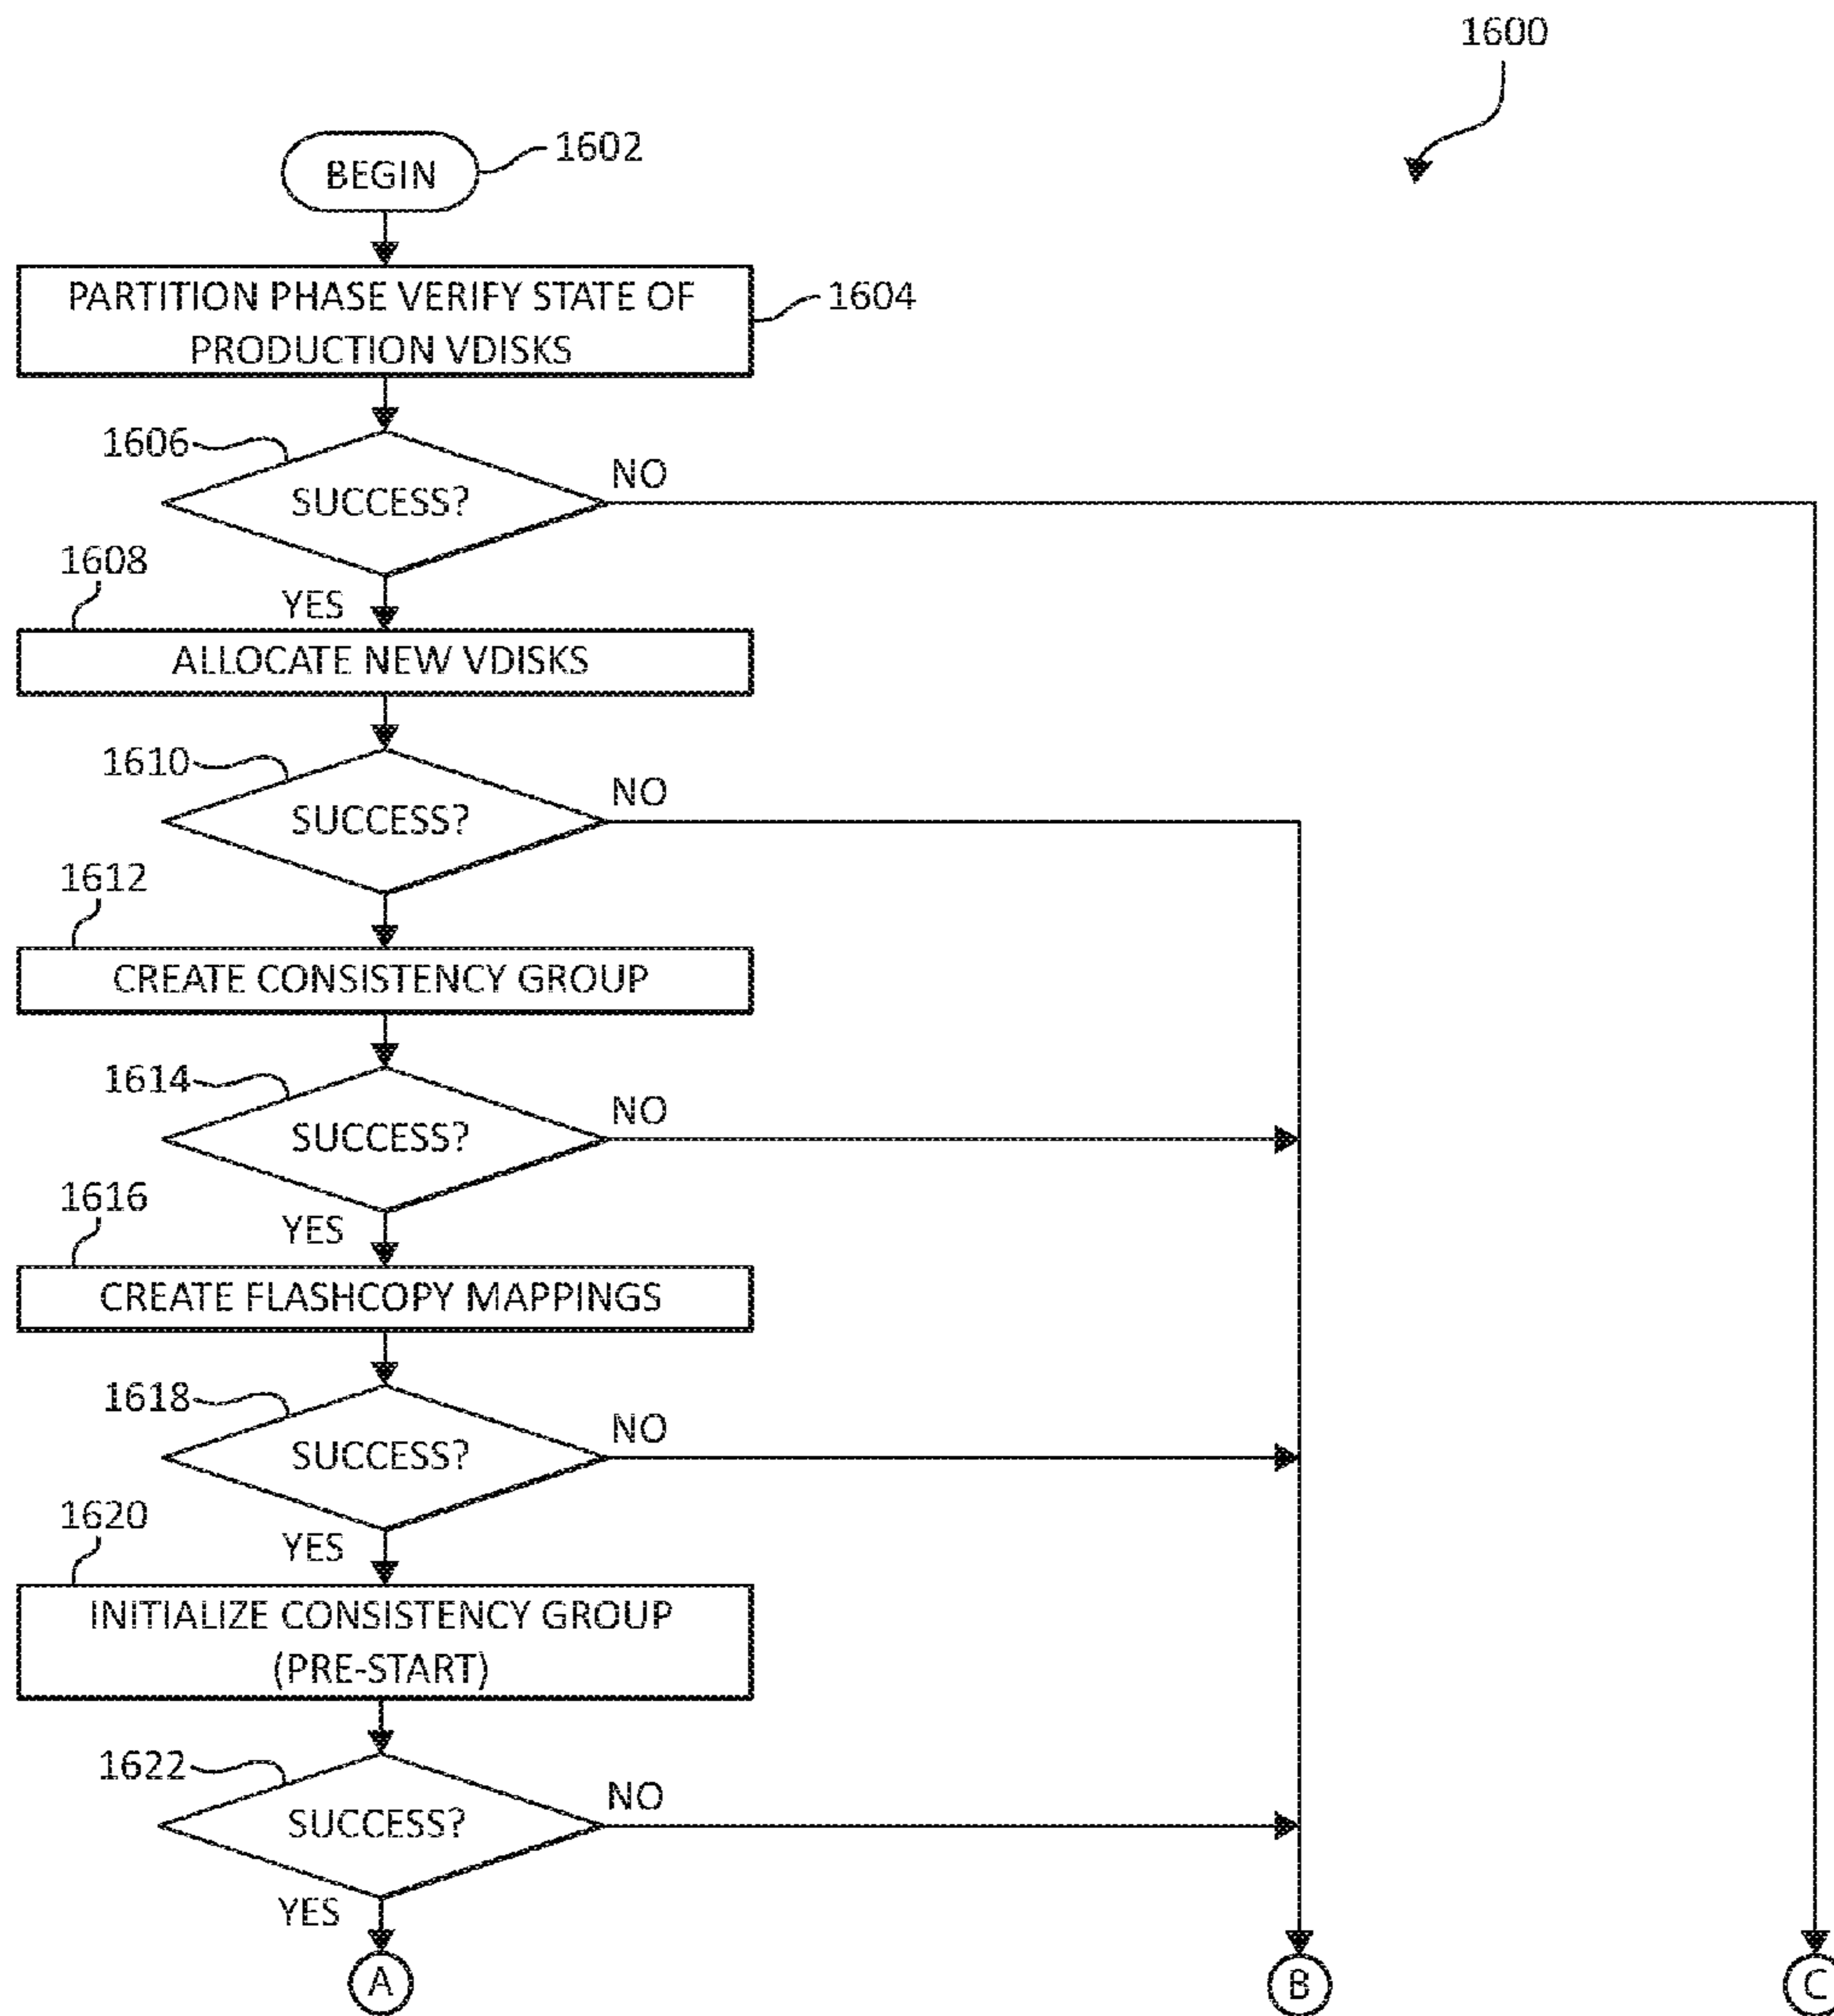 1600
BEGIN
1602
PARTITION PHASE VERIFY STATE OF
PRODUCTION VDISKS
1604
1606
SUCCESS?
NO
YES
1608
ALLOCATE NEW VDISKS
1610
SUCCESS?
NO
1612
CREATE CONSISTENCY GROUP
1614
SUCCESS?
NO
YES
1616
CREATE FLASHCOPY MAPPINGS
1618
SUCCESS?
NO
YES
1620
INITIALIZE CONSISTENCY GROUP
(PRE-START)
1622
SUCCESS?
NO
YES
A
B
C